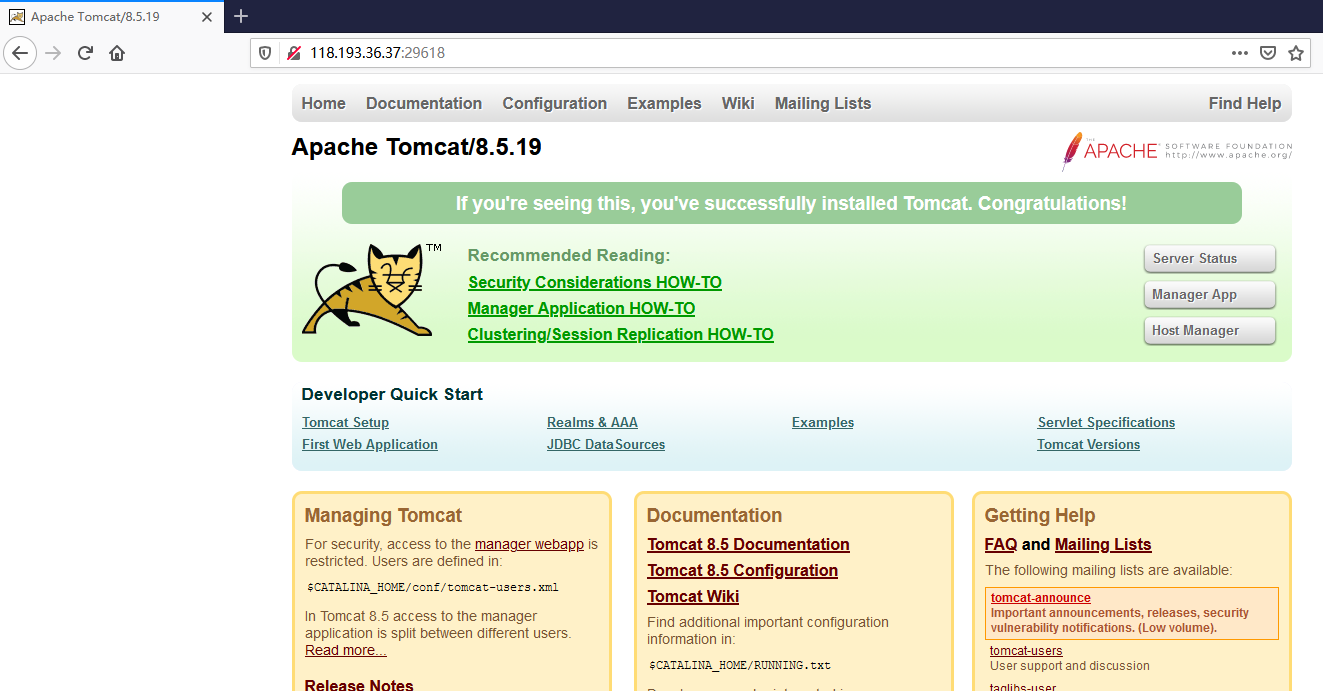 Apache Tomcat/8.5.19
118.193.36.37:29618
Home Documentation Configuration Examples Wiki Mailing Lists Find Help
Apache Tomcat/8.5.19
THE APACHE SOFTWARE FOUNDATION
http://www.apache.org/
If you're seeing this, you've successfully installed Tomcat. Congratulations!
TM
Recommended Reading:
Security Considerations HOW-TO
Manager Application HOW-TO
Clustering/Session Replication HOW-TO
Server Status
Manager App
Host Manager
Developer Quick Start
Tomcat Setup
First Web Application
Realms & AAA
JDBC DataSources
Examples
Servlet Specifications
Tomcat Versions
Managing Tomcat
For security, access to the manager webapp is
restricted. Users are defined in:
$CATALINA_HOME/conf/tomcat-users.xml
In Tomcat 8.5 access to the manager
application is split between different users.
Read more...
Release Notes
Documentation
Tomcat 8.5 Documentation
Tomcat 8.5 Configuration
Tomcat Wiki
Find additional important configuration
information in:
$CATALINA_HOME/RUNNING.txt
Getting Help
FAQ and Mailing Lists
The following mailing lists are available:
tomcat-announce
Important announcements, releases, security
vulnerability notifications. (Low volume).
tomcat-users
User support and discussion
taglibs-user